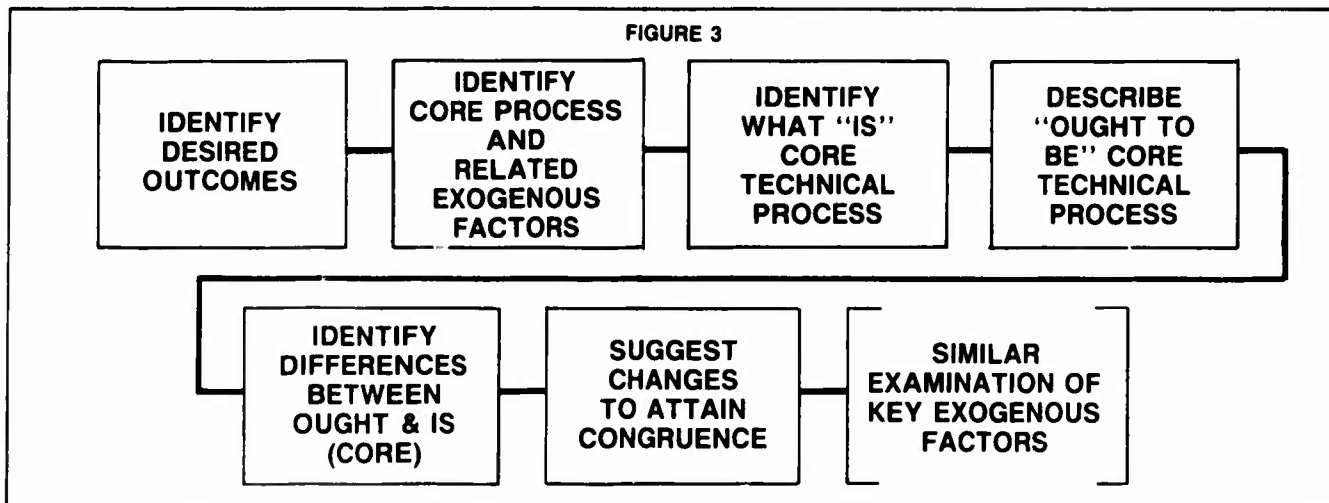 FIGURE 3
IDENTIFY
DESIRED
OUTCOMES
IDENTIFY
CORE PROCESS
AND
RELATED
EXOGENOUS
FACTORS
IDENTIFY
WHAT "IS"
CORE
TECHNICAL
PROCESS
DESCRIBE
"OUGHT TO
BE" CORE
TECHNICAL
PROCESS
IDENTIFY
DIFFERENCES
BETWEEN
OUGHT & IS
(CORE)
SUGGEST
CHANGES
TO ATTAIN
CONGRUENCE
SIMILAR
EXAMINATION OF
KEY EXOGENOUS
FACTORS